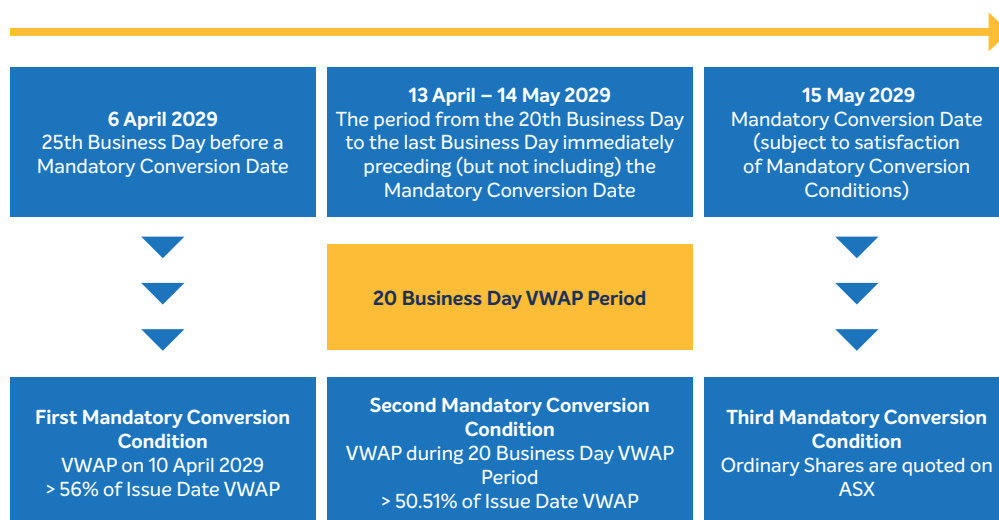 6 April 2029
25th Business Day before a
Mandatory Conversion Date
13 April – 14 May 2029
The period from the 20th Business Day
to the last Business Day immediately
preceding (but not including) the
Mandatory Conversion Date
15 May 2029
Mandatory Conversion Date
(subject to satisfaction
of Mandatory Conversion
Conditions)
20 Business Day VWAP Period
First Mandatory Conversion
Condition
VWAP on 10 April 2029
> 56% of Issue Date VWAP
Second Mandatory Conversion
Condition
VWAP during 20 Business Day VWAP
Period
> 50.51% of Issue Date VWAP
Third Mandatory Conversion
Condition
Ordinary Shares are quoted on
ASX